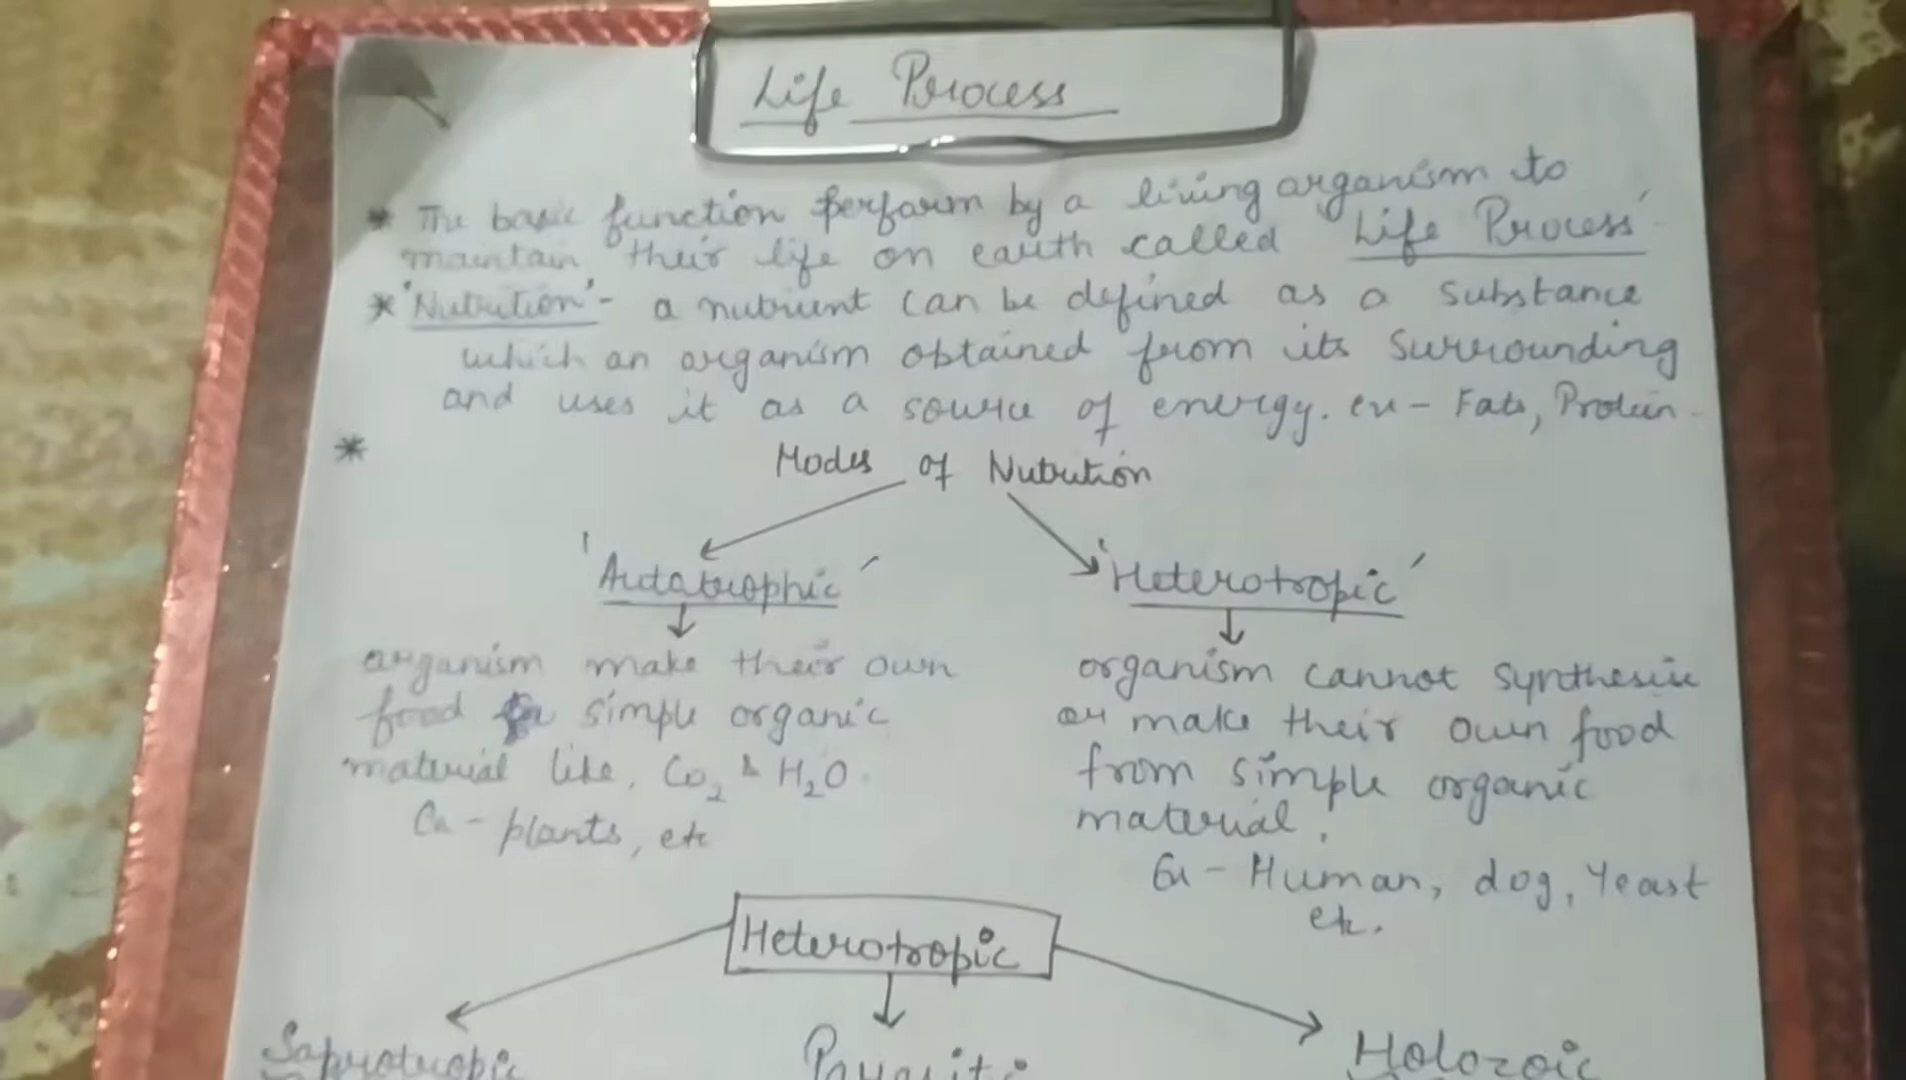 Life Process
* The basic function perform by a living organism to
maintain their life on earth called 'Life Process'
* 'Nutrition' - a nutrient can be defined as a substance
which an organism obtained from its surrounding
and uses it as a source of energy. ex - Fats, Protein -
*
Modes of Nutrition
'Autotrophic'
'Heterotropic'
organism make their own
food simple organic
material like, Co2 & H2O.
Ex - plants, etc
organism cannot synthesize
or make their own food
from simple organic
material.
Ex - Human, dog, Yeast
etc.
Heterotropic
Saprotropic
Parasitic
Holozoic